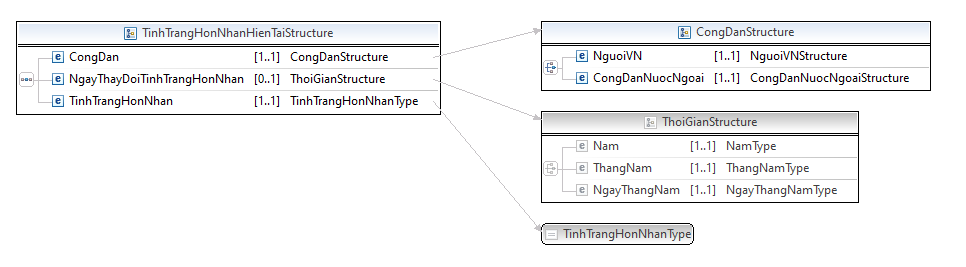 TinhTrangHonNhanHienTaiStructure
CongDan [1..1] CongDanStructure
NgayThayDoiTinhTrangHonNhan [0..1] ThoiGianStructure
TinhTrangHonNhan [1..1] TinhTrangHonNhanType
CongDanStructure
NguoiVN [1..1] NguoiVNStructure
CongDanNuocNgoai [1..1] CongDanNuocNgoaiStructure
ThoiGianStructure
Nam [1..1] NamType
ThangNam [1..1] ThangNamType
NgayThangNam [1..1] NgayThangNamType
TinhTrangHonNhanType